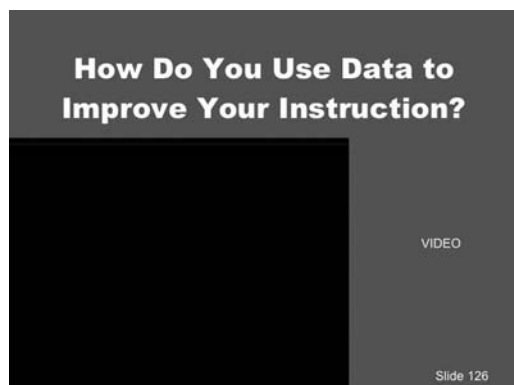 How Do You Use Data to
Improve Your Instruction?
VIDEO
Slide 126